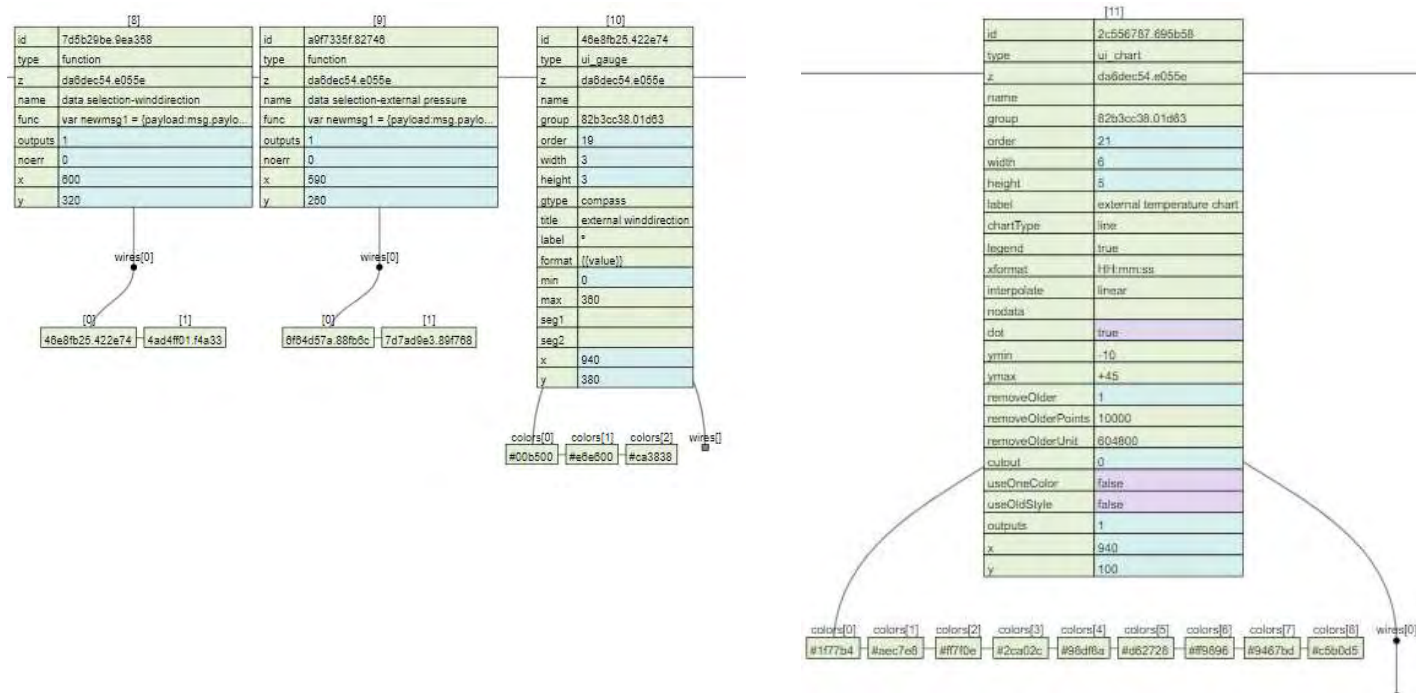 [8]
id 7d5b29be.9ea358
type function
z da6dec54.e055e
name data selection-winddirection
func var newmsg1 = {payload:msg.paylo...
outputs 1
noerr 0
x 600
y 320
wires[0]
[0] [1]
46e8fb25.422e74 4ad4ff01.f4a33
[9]
id a9f7335f.82746
type function
z da6dec54.e055e
name data selection-external pressure
func var newmsg1 = {payload:msg.paylo...
outputs 1
noerr 0
x 590
y 260
wires[0]
[0] [1]
6f64d57a.88fb6c 7d7ad9e3.89f768
[10]
id 46e8fb25.422e74
type ui_gauge
z da6dec54.e055e
name
group 82b3cc38.01d63
order 19
width 3
height 3
gtype compass
title external winddirection
label °
format {{value}}
min 0
max 360
seg1
seg2
x 940
y 380
colors[0] colors[1] colors[2] wires[]
#00b500 #e6e600 #ca3838
[11]
id 2c556787.695b58
type ui_chart
z da6dec54.e055e
name
group 82b3cc38.01d63
order 21
width 6
height 5
label external temperature chart
chartType line
legend true
xformat HH:mm:ss
interpolate linear
nodata
dot true
ymin -10
ymax +45
removeOlder 1
removeOlderPoints 10000
removeOlderUnit 604800
cutout 0
useOneColor false
useOldStyle false
outputs 1
x 940
y 100
colors[0] colors[1] colors[2] colors[3] colors[4] colors[5] colors[6] colors[7] colors[8] wires[0]
#1f77b4 #aec7e8 #ff7f0e #2ca02c #98df8a #d62728 #ff9896 #9467bd #c5b0d5